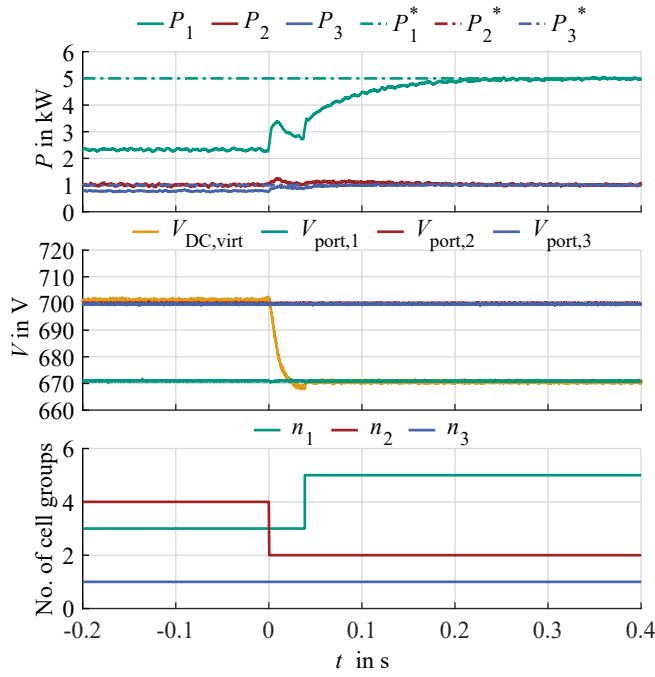 P1 P2 P3 P1* P2* P3*
6
5
4
3
2
1
0
P in kW
VDC,virt Vport,1 Vport,2 Vport,3
720
710
700
690
680
670
660
V in V
n1 n2 n3
6
4
2
0
No. of cell groups
-0.2 -0.1 0 0.1 0.2 0.3 0.4
t in s